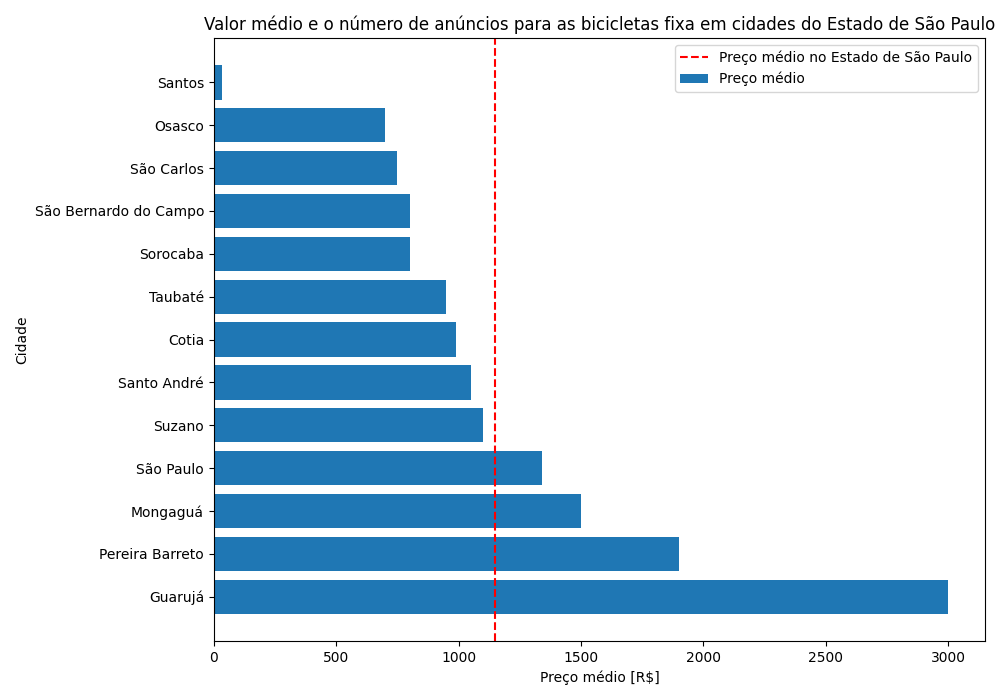 Valor médio e o número de anúncios para as bicicletas fixa em cidades do Estado de São Paulo
Preço médio no Estado de São Paulo
Preço médio
Cidade
Santos
Osasco
São Carlos
São Bernardo do Campo
Sorocaba
Taubaté
Cotia
Santo André
Suzano
São Paulo
Mongaguá
Pereira Barreto
Guarujá
0 500 1000 1500 2000 2500 3000
Preço médio [R$]